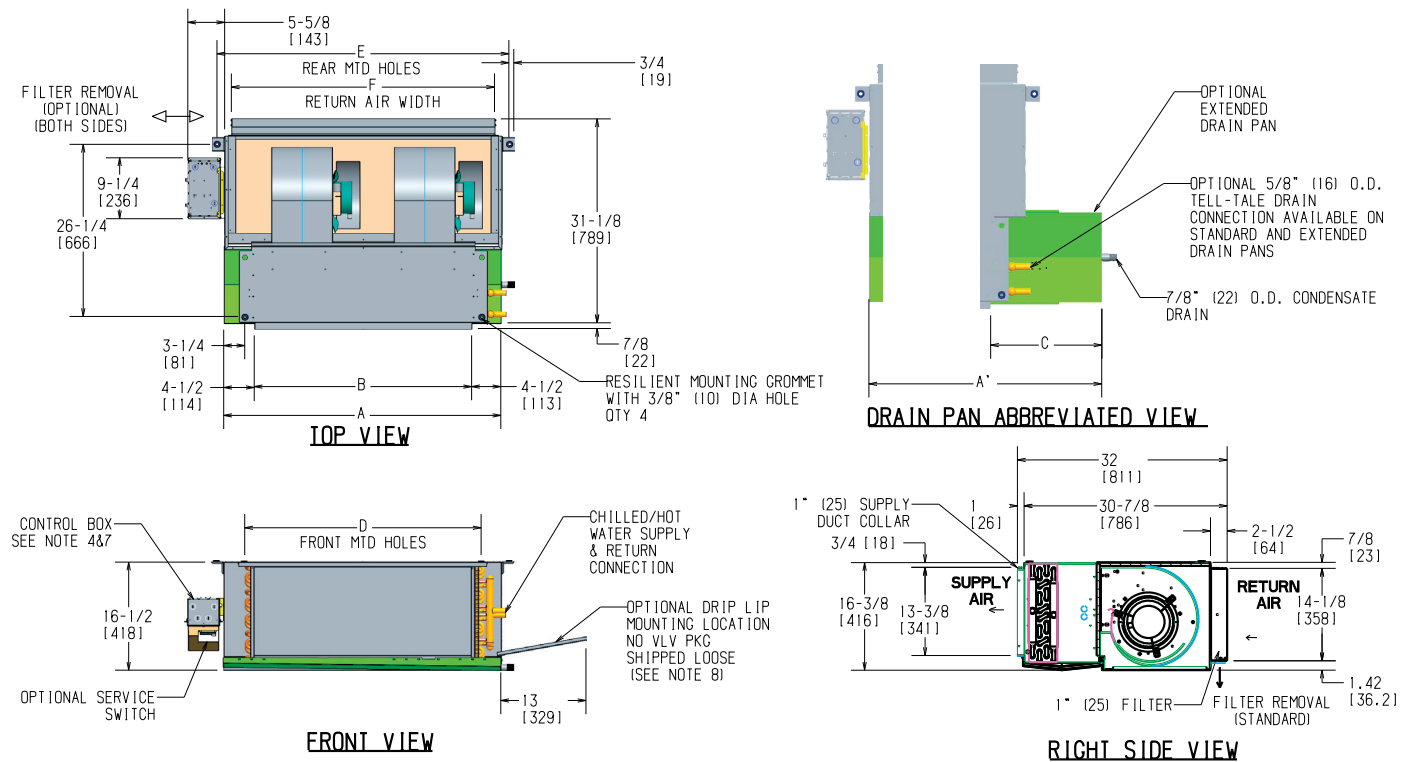 5-5/8
[143]
E
REAR MTD HOLES
3/4
[19]
F
RETURN AIR WIDTH
FILTER REMOVAL
(OPTIONAL)
(BOTH SIDES)
9-1/4
[236]
26-1/4
[666]
31-1/8
[789]
3-1/4
[81]
7/8
[22]
4-1/2
[114]
B
4-1/2
[113]
A
RESILIENT MOUNTING GROMMET
WITH 3/8" (10) DIA HOLE
QTY 4
TOP VIEW
OPTIONAL
EXTENDED
DRAIN PAN
OPTIONAL 5/8" (16) O.D.
TELL-TALE DRAIN
CONNECTION AVAILABLE ON
STANDARD AND EXTENDED
DRAIN PANS
7/8" (22) O.D. CONDENSATE
DRAIN
C
A'
DRAIN PAN ABBREVIATED VIEW
CONTROL BOX
SEE NOTE 4&7
D
FRONT MTD HOLES
CHILLED/HOT
WATER SUPPLY
& RETURN
CONNECTION
16-1/2
[418]
OPTIONAL DRIP LIP
MOUNTING LOCATION
NO VLV PKG
SHIPPED LOOSE
(SEE NOTE 8)
OPTIONAL SERVICE
SWITCH
13
[329]
FRONT VIEW
32
[811]
1" (25) SUPPLY
DUCT COLLAR
1
[26]
30-7/8
[786]
2-1/2
[64]
3/4 [18]
7/8
[23]
SUPPLY
AIR
RETURN
AIR
16-3/8
[416]
13-3/8
[341]
14-1/8
[358]
1.42
[36.2]
1" (25) FILTER
FILTER REMOVAL
(STANDARD)
RIGHT SIDE VIEW